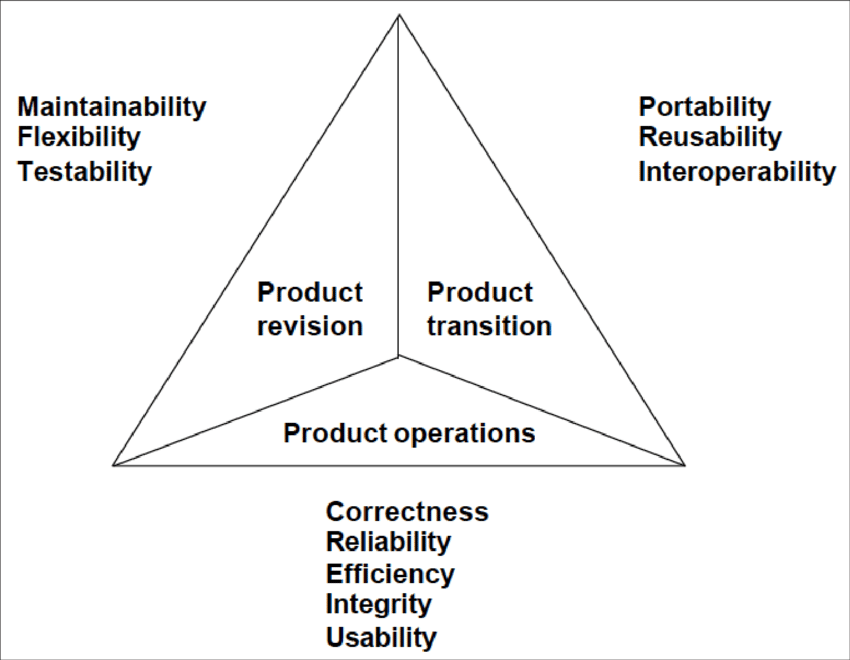 Maintainability
Flexibility
Testability
Portability
Reusability
Interoperability
Product
revision
Product
transition
Product operations
Correctness
Reliability
Efficiency
Integrity
Usability